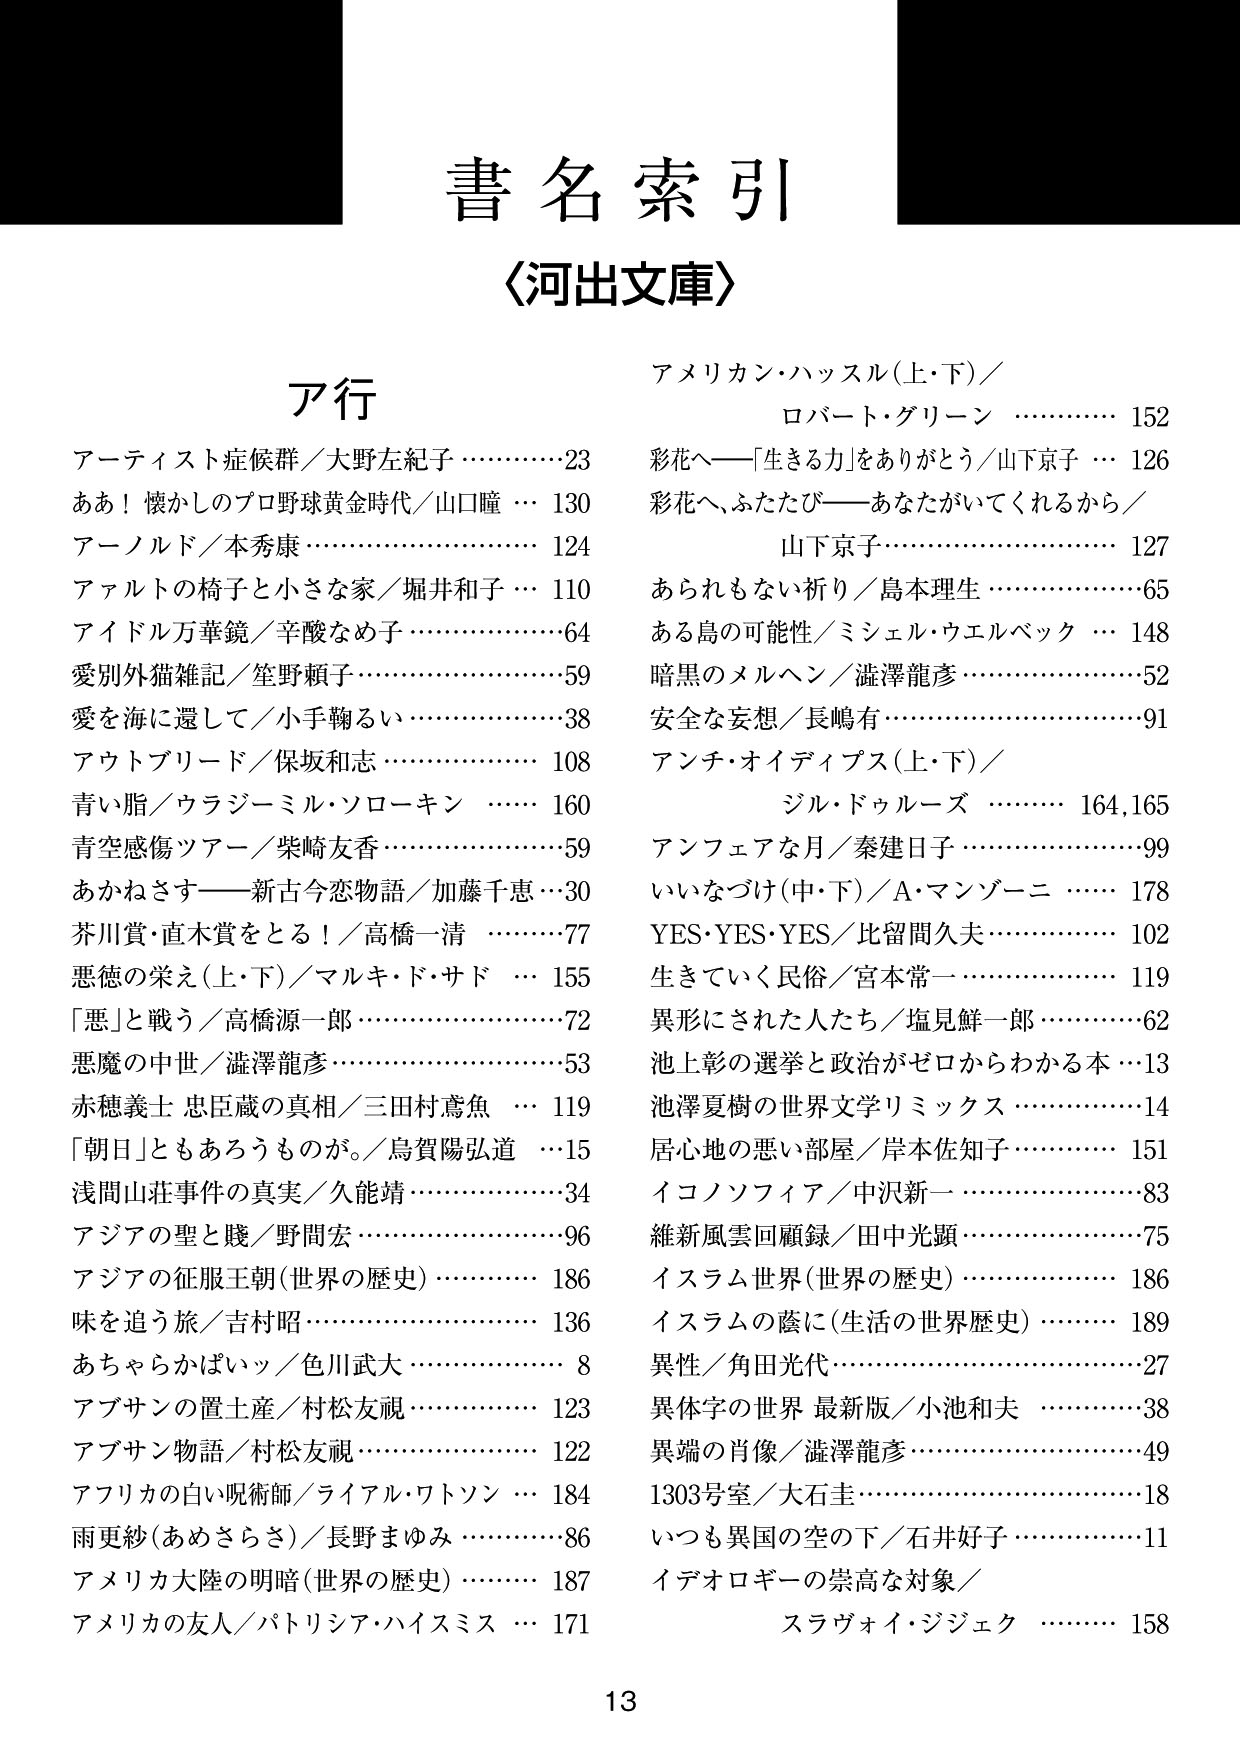 書名索引
〈河出文庫〉
ア行
アーティスト症候群／大野左紀子…………23
ああ！ 懐かしのプロ野球黄金時代／山口瞳 … 130
アーノルド／本秀康……………………… 124
アァルトの椅子と小さな家／堀井和子 … 110
アイドル万華鏡／辛酸なめ子………………64
愛別外猫雑記／笙野頼子……………………59
愛を海に還して／小手鞠るい………………38
アウトブリード／保坂和志 ……………… 108
青い脂／ウラジーミル・ソローキン …… 160
青空感傷ツアー／柴崎友香…………………59
あかねさす――新古今恋物語／加藤千恵…30
芥川賞・直木賞をとる！／高橋一清 ………77
悪徳の栄え（上・下）／マルキ・ド・サド … 155
「悪」と戦う／高橋源一郎……………………72
悪魔の中世／澁澤龍彦………………………53
赤穂義士 忠臣蔵の真相／三田村鳶魚 … 119
「朝日」ともあろうものが。／烏賀陽弘道 …15
浅間山荘事件の真実／久能靖………………34
アジアの聖と賤／野間宏……………………96
アジアの征服王朝（世界の歴史）………… 186
味を追う旅／吉村昭……………………… 136
あちゃらかぱいッ／色川武大 ……………… 8
アブサンの置土産／村松友視…………… 123
アブサン物語／村松友視………………… 122
アフリカの白い呪術師／ライアル・ワトソン … 184
雨更紗（あめさらさ）／長野まゆみ …………86
アメリカ大陸の明暗（世界の歴史）……… 187
アメリカの友人／パトリシア・ハイスミス … 171
アメリカン・ハッスル（上・下）／
ロバート・グリーン ………… 152
彩花へ――「生きる力」をありがとう／山下京子 … 126
彩花へ、ふたたび――あなたがいてくれるから／
山下京子……………………… 127
あられもない祈り／島本理生………………65
ある島の可能性／ミシェル・ウエルベック … 148
暗黒のメルヘン／澁澤龍彦…………………52
安全な妄想／長嶋有…………………………91
アンチ・オイディプス（上・下）／
ジル・ドゥルーズ ……… 164,165
アンフェアな月／秦建日子…………………99
いいなづけ（中・下）／A・マンゾーニ …… 178
YES・YES・YES／比留間久夫…………… 102
生きていく民俗／宮本常一……………… 119
異形にされた人たち／塩見鮮一郎…………62
池上彰の選挙と政治がゼロからわかる本…13
池澤夏樹の世界文学リミックス……………14
居心地の悪い部屋／岸本佐知子………… 151
イコノソフィア／中沢新一…………………83
維新風雲回顧録／田中光顕…………………75
イスラム世界（世界の歴史）……………… 186
イスラムの蔭に（生活の世界歴史）……… 189
異性／角田光代………………………………27
異体字の世界 最新版／小池和夫 …………38
異端の肖像／澁澤龍彦………………………49
1303号室／大石圭……………………………18
いつも異国の空の下／石井好子……………11
イデオロギーの崇高な対象／
スラヴォイ・ジジェク ……… 158
13